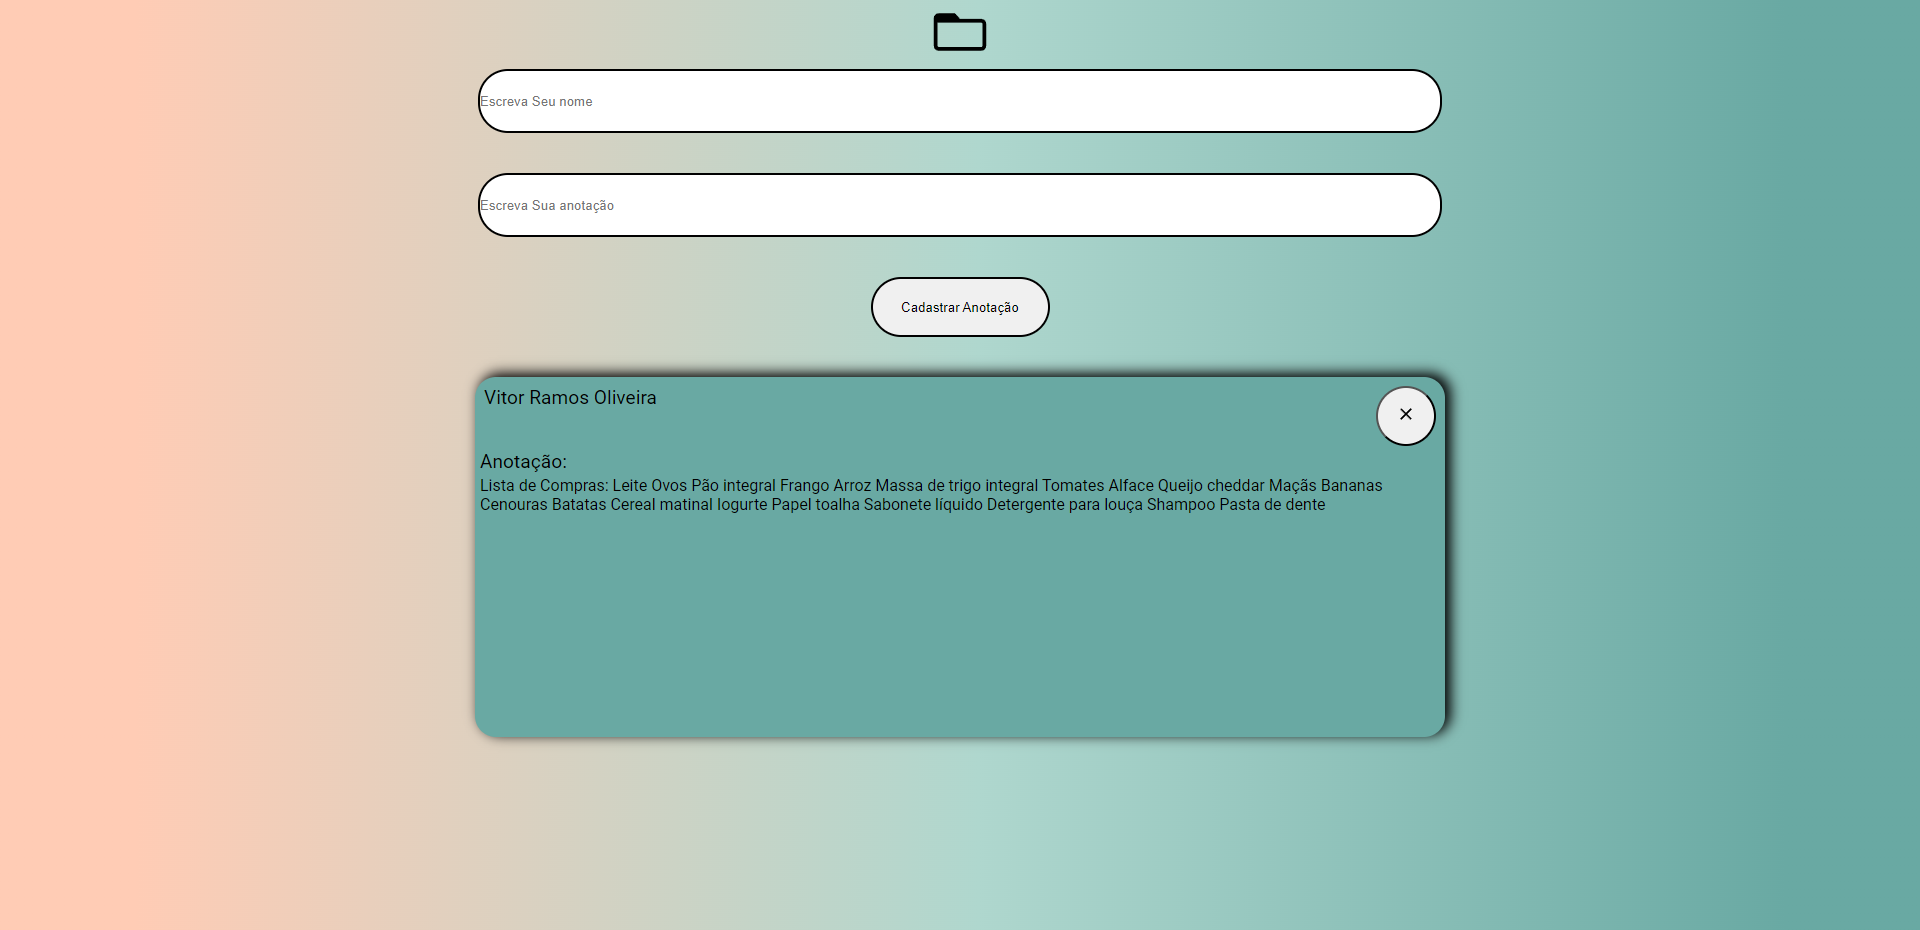 Escreva Seu nome
Escreva Sua anotação
Cadastrar Anotação
Vitor Ramos Oliveira
Anotação:
Lista de Compras: Leite Ovos Pão integral Frango Arroz Massa de trigo integral Tomates Alface Queijo cheddar Maçãs Bananas
Cenouras Batatas Cereal matinal Iogurte Papel toalha Sabonete líquido Detergente para louça Shampoo Pasta de dente